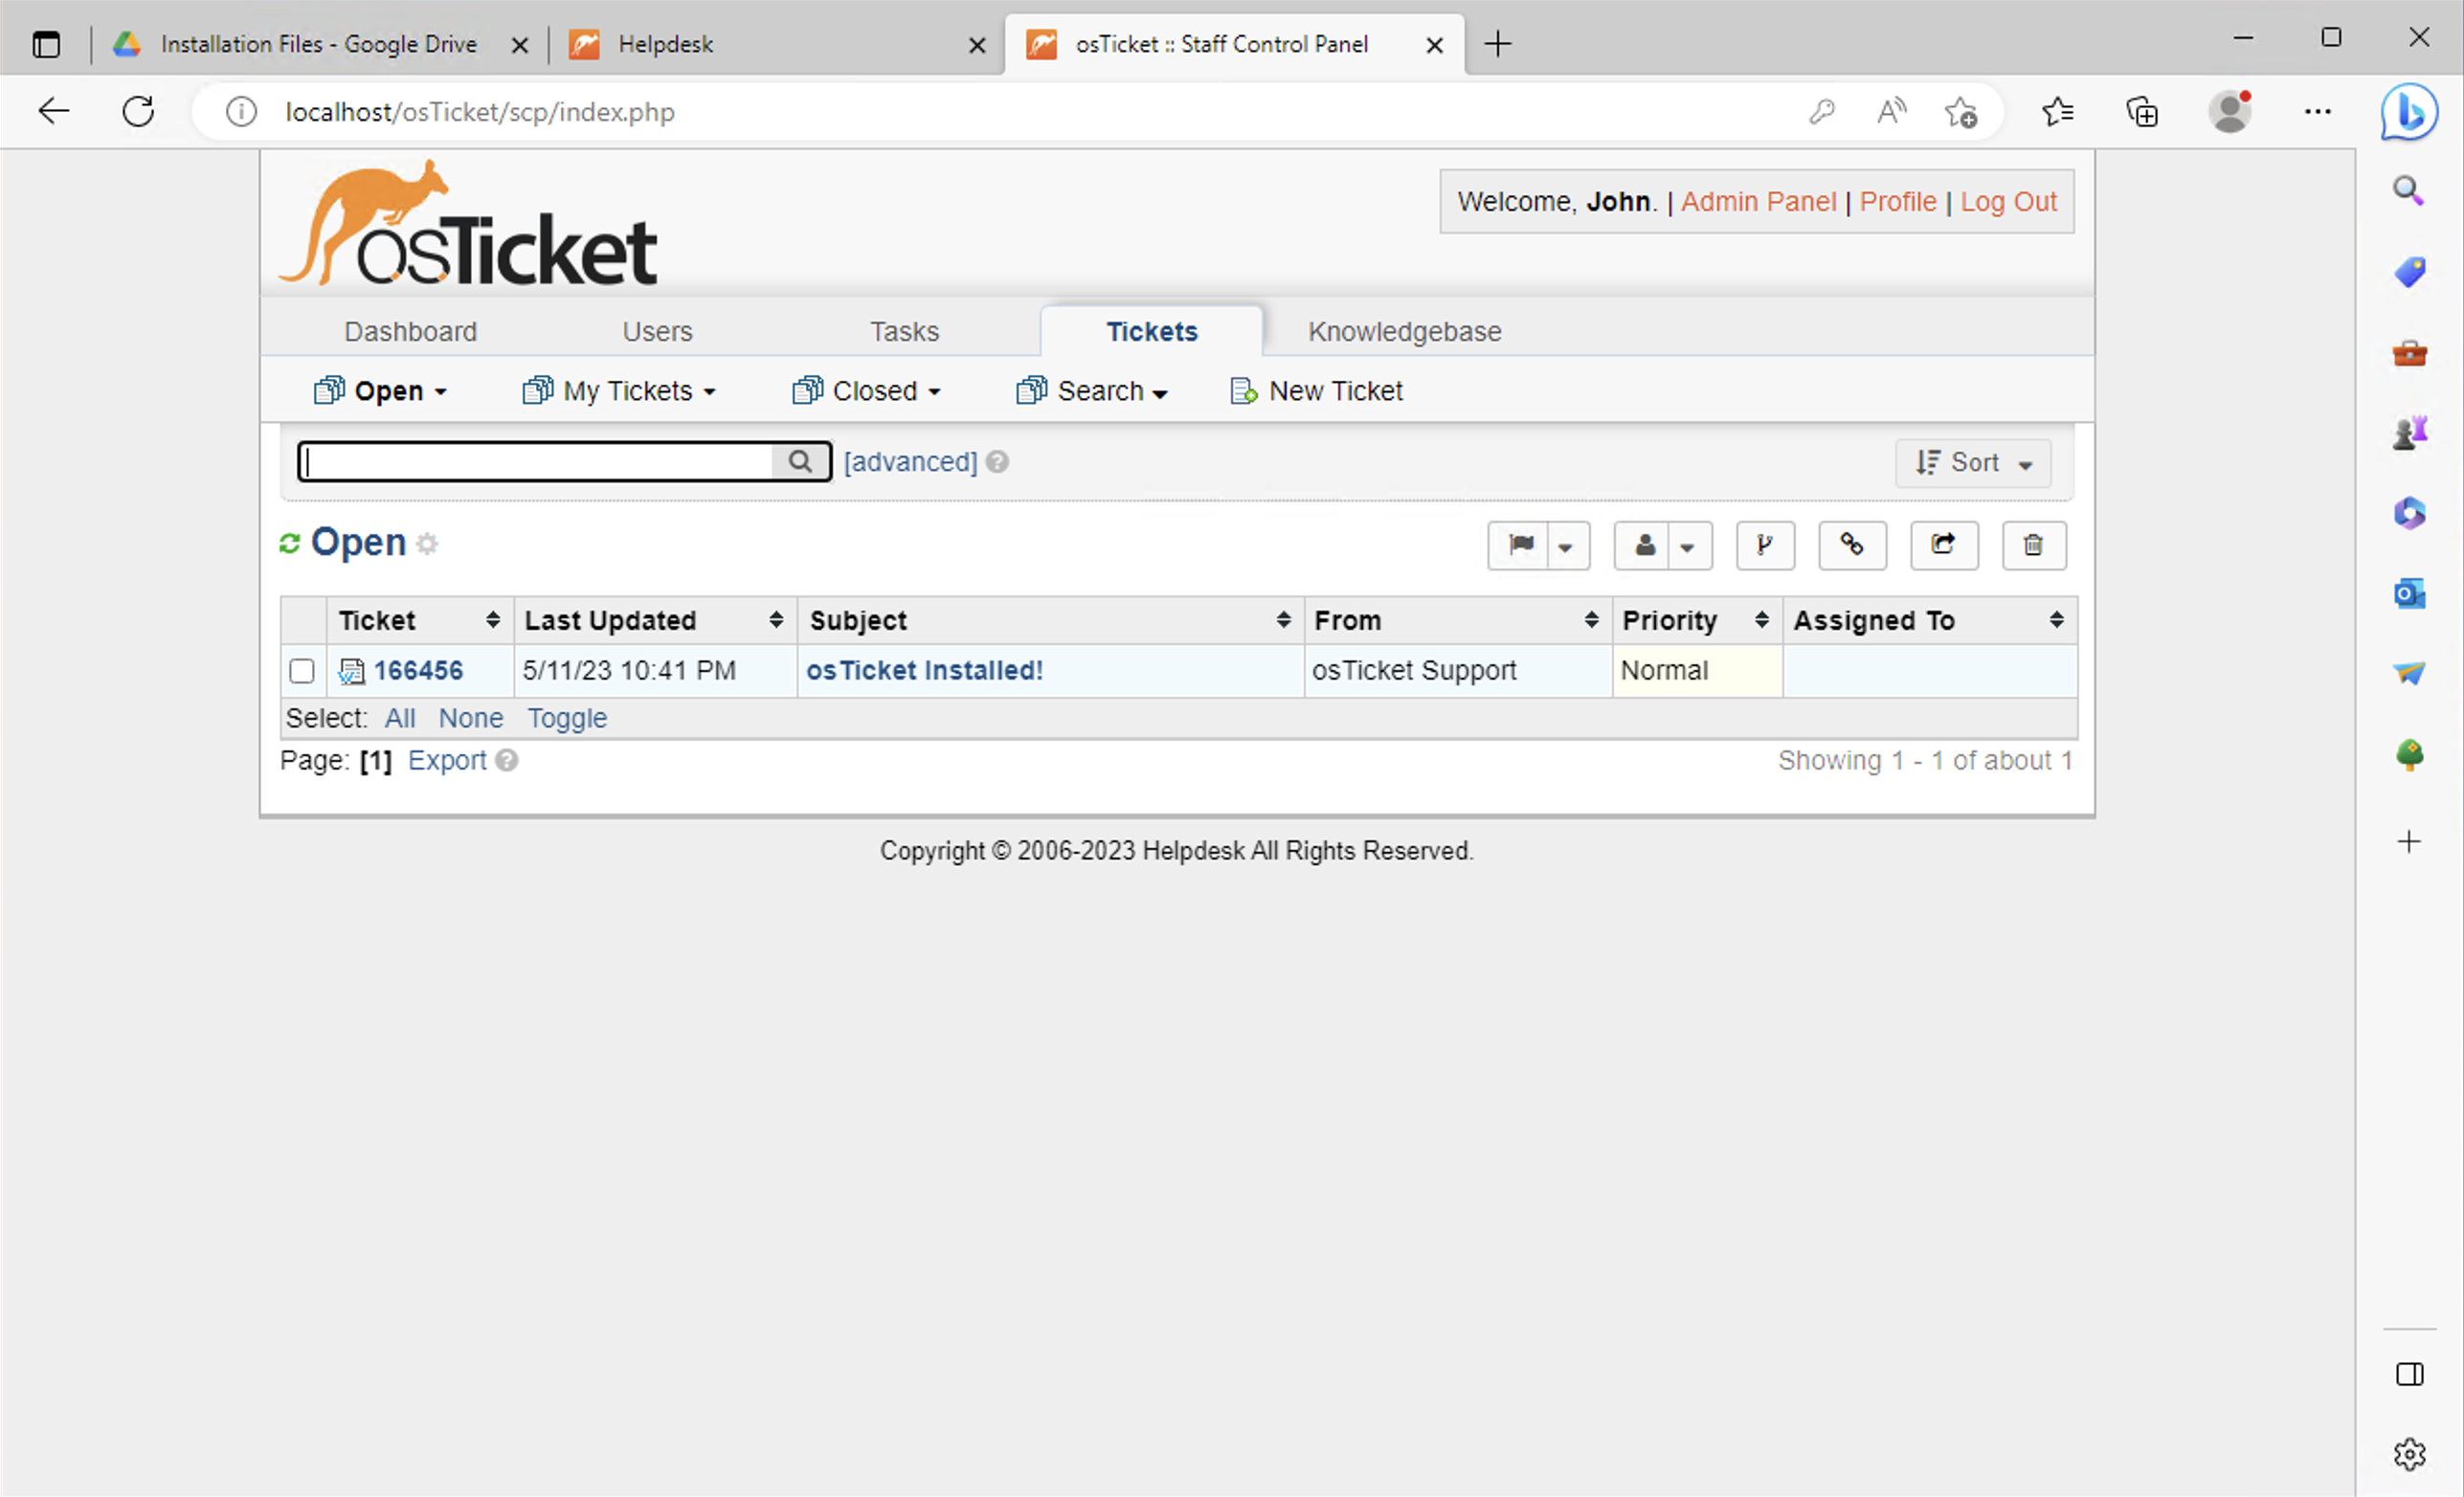 Installation Files - Google Drive
Helpdesk
osTicket :: Staff Control Panel
localhost/osTicket/scp/index.php
osTicket
Welcome, John. | Admin Panel | Profile | Log Out
Dashboard Users Tasks Tickets Knowledgebase
Open My Tickets Closed Search New Ticket
[advanced] Sort
Open
Ticket Last Updated Subject From Priority Assigned To
166456 5/11/23 10:41 PM osTicket Installed! osTicket Support Normal
Select: All None Toggle
Page: [1] Export Showing 1 - 1 of about 1
Copyright © 2006-2023 Helpdesk All Rights Reserved.